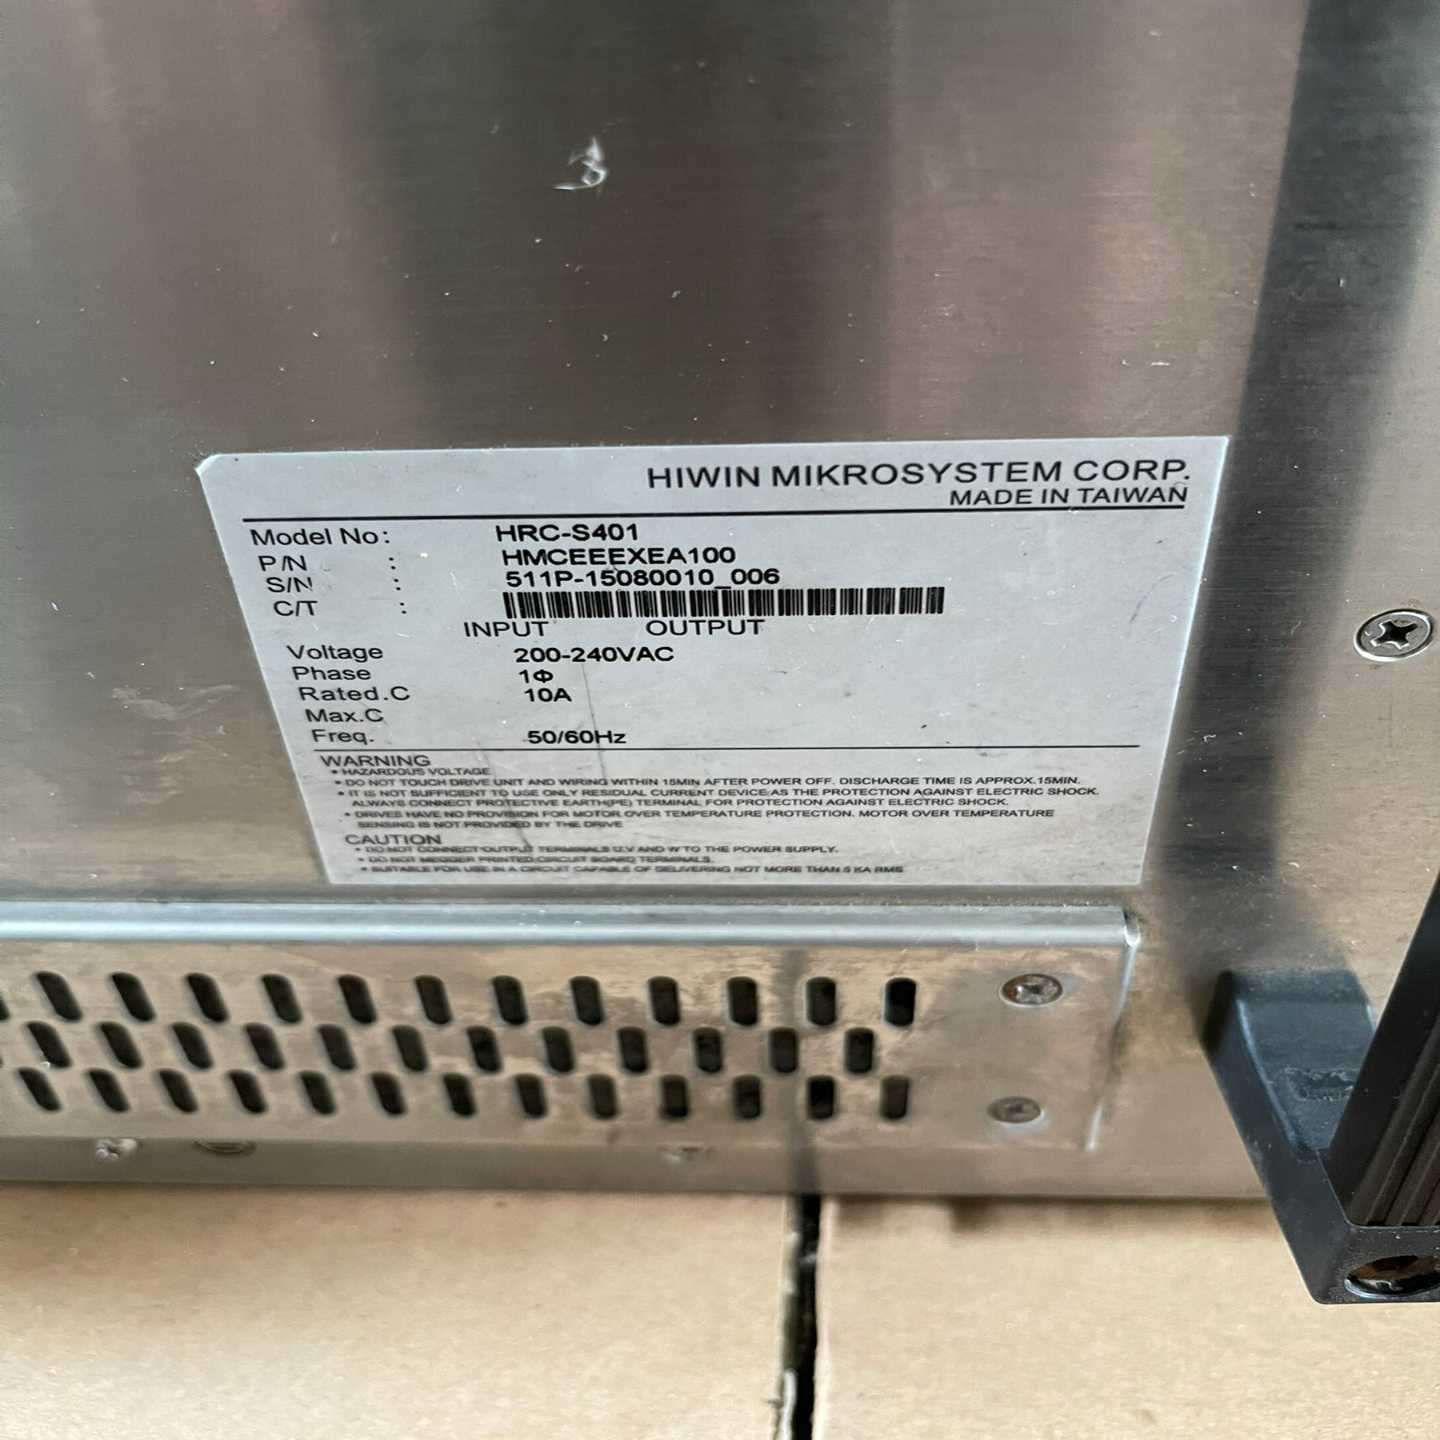 HIWIN MIKROSYSTEM CORP.
MADE IN TAIWAN
Model No: HRC-S401
P/N : HMCEEEXEA100
S/N : 511P-15080010_006
C/T :
INPUT OUTPUT
Voltage 200-240VAC
Phase 1Φ
Rated.C 10A
Max.C
Freq. 50/60Hz
WARNING
• HAZARDOUS VOLTAGE
• DO NOT TOUCH DRIVE UNIT AND WIRING WITHIN 15MIN AFTER POWER OFF. DISCHARGE TIME IS APPROX.15MIN.
• IT IS NOT SUFFICIENT TO USE ONLY RESIDUAL CURRENT DEVICE:AS THE PROTECTION AGAINST ELECTRIC SHOCK.
ALWAYS CONNECT PROTECTIVE EARTH(PE) TERMINAL FOR PROTECTION AGAINST ELECTRIC SHOCK.
• DRIVES HAVE NO PROVISION FOR MOTOR OVER TEMPERATURE PROTECTION. MOTOR OVER TEMPERATURE
SENSING IS NOT PROVIDED BY THE DRIVE
CAUTION
• DO NOT CONNECT OUTPUT TERMINALS U,V AND W TO THE POWER SUPPLY.
• DO NOT MEGGER PRINTED CIRCUIT BOARD TERMINALS.
• SUITABLE FOR USE IN A CIRCUIT CAPABLE OF DELIVERING NOT MORE THAN 5 KA RMS